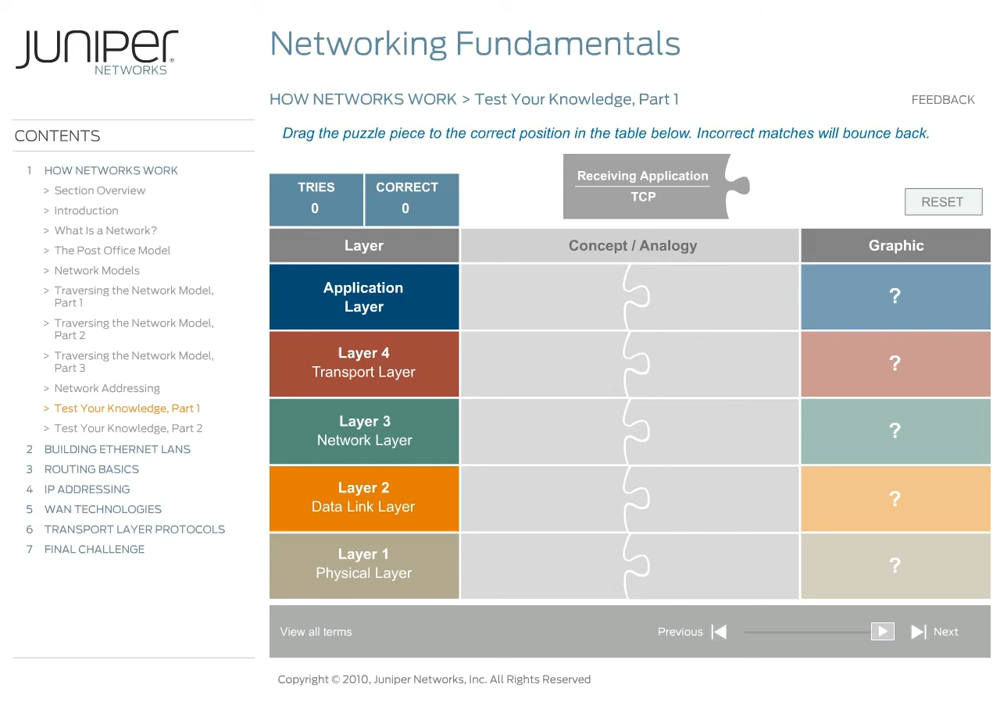 JUNIPER
NETWORKS
Networking Fundamentals
HOW NETWORKS WORK > Test Your Knowledge, Part 1
FEEDBACK
CONTENTS
1 HOW NETWORKS WORK
> Section Overview
> Introduction
> What Is a Network?
> The Post Office Model
> Network Models
> Traversing the Network Model,
Part 1
> Traversing the Network Model,
Part 2
> Traversing the Network Model,
Part 3
> Network Addressing
> Test Your Knowledge, Part 1
> Test Your Knowledge, Part 2
2 BUILDING ETHERNET LANS
3 ROUTING BASICS
4 IP ADDRESSING
5 WAN TECHNOLOGIES
6 TRANSPORT LAYER PROTOCOLS
7 FINAL CHALLENGE
Drag the puzzle piece to the correct position in the table below. Incorrect matches will bounce back.
TRIES
0
CORRECT
0
Receiving Application
TCP
RESET
Layer
Concept / Analogy
Graphic
Application
Layer
?
Layer 4
Transport Layer
?
Layer 3
Network Layer
?
Layer 2
Data Link Layer
?
Layer 1
Physical Layer
?
View all terms
Previous
Next
Copyright © 2010, Juniper Networks, Inc. All Rights Reserved